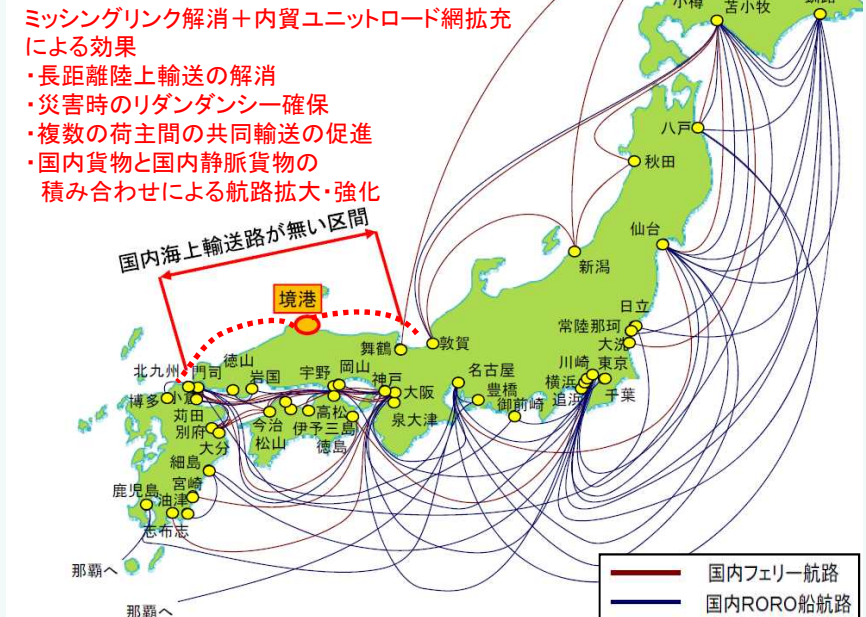 ミッシングリンク解消＋内貿ユニットロード網拡充
による効果
・長距離陸上輸送の解消
・災害時のリダンダンシー確保
・複数の荷主間の共同輸送の促進
・国内貨物と国内静脈貨物の
積み合わせによる航路拡大・強化
国内海上輸送路が無い区間
小樽
苫小牧
釧路
八戸
秋田
仙台
新潟
境港
日立
常陸那珂
大洗
舞鶴
敦賀
川崎
東京
横浜
追浜
千葉
名古屋
豊橋
御前崎
北九州
門司
徳山
岩国
宇野
岡山
神戸
大阪
博多
小倉
苅田
別府
大分
今治
松山
高松
伊予三島
徳島
泉大津
細島
宮崎
鹿児島
油津
志布志
那覇へ
那覇へ
国内フェリー航路
国内RORO船航路